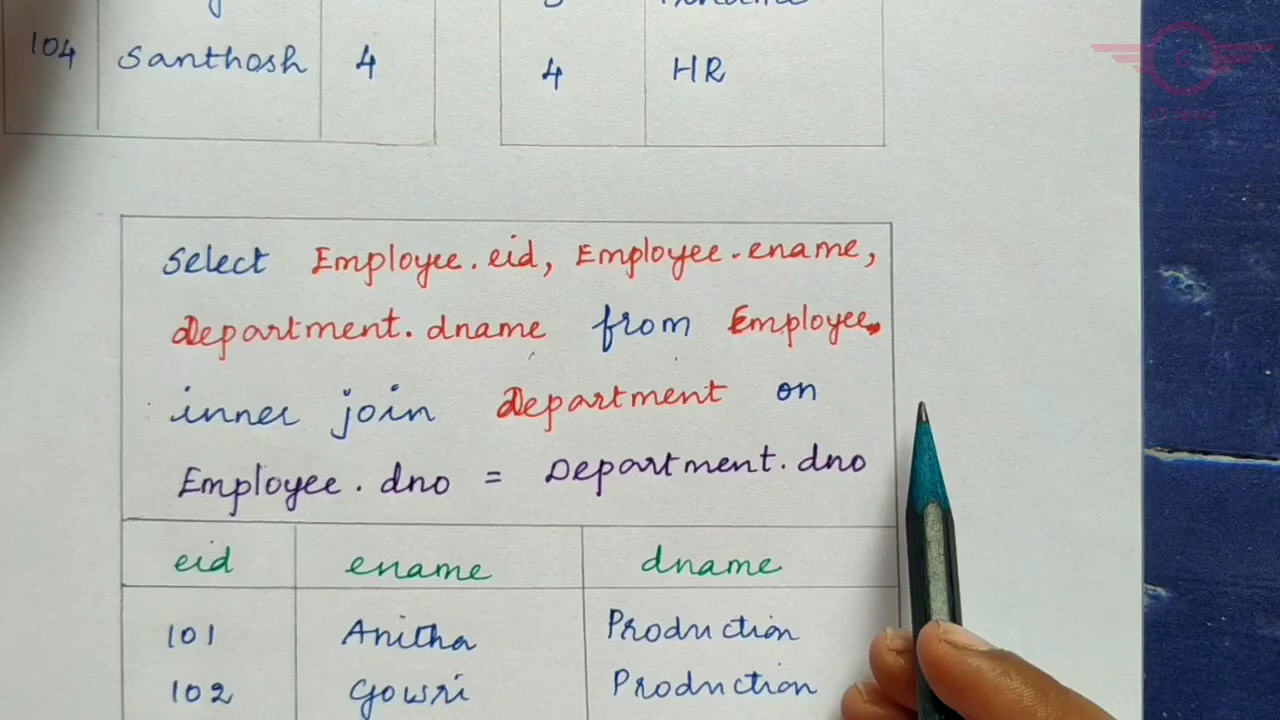 104 Santhosh 4 4 HR
Select Employee.eid, Employee.ename,
Department.dname from Employee
inner join Department on
Employee.dno = Department.dno
eid ename dname
101 Anitha Production
102 Gowri Production